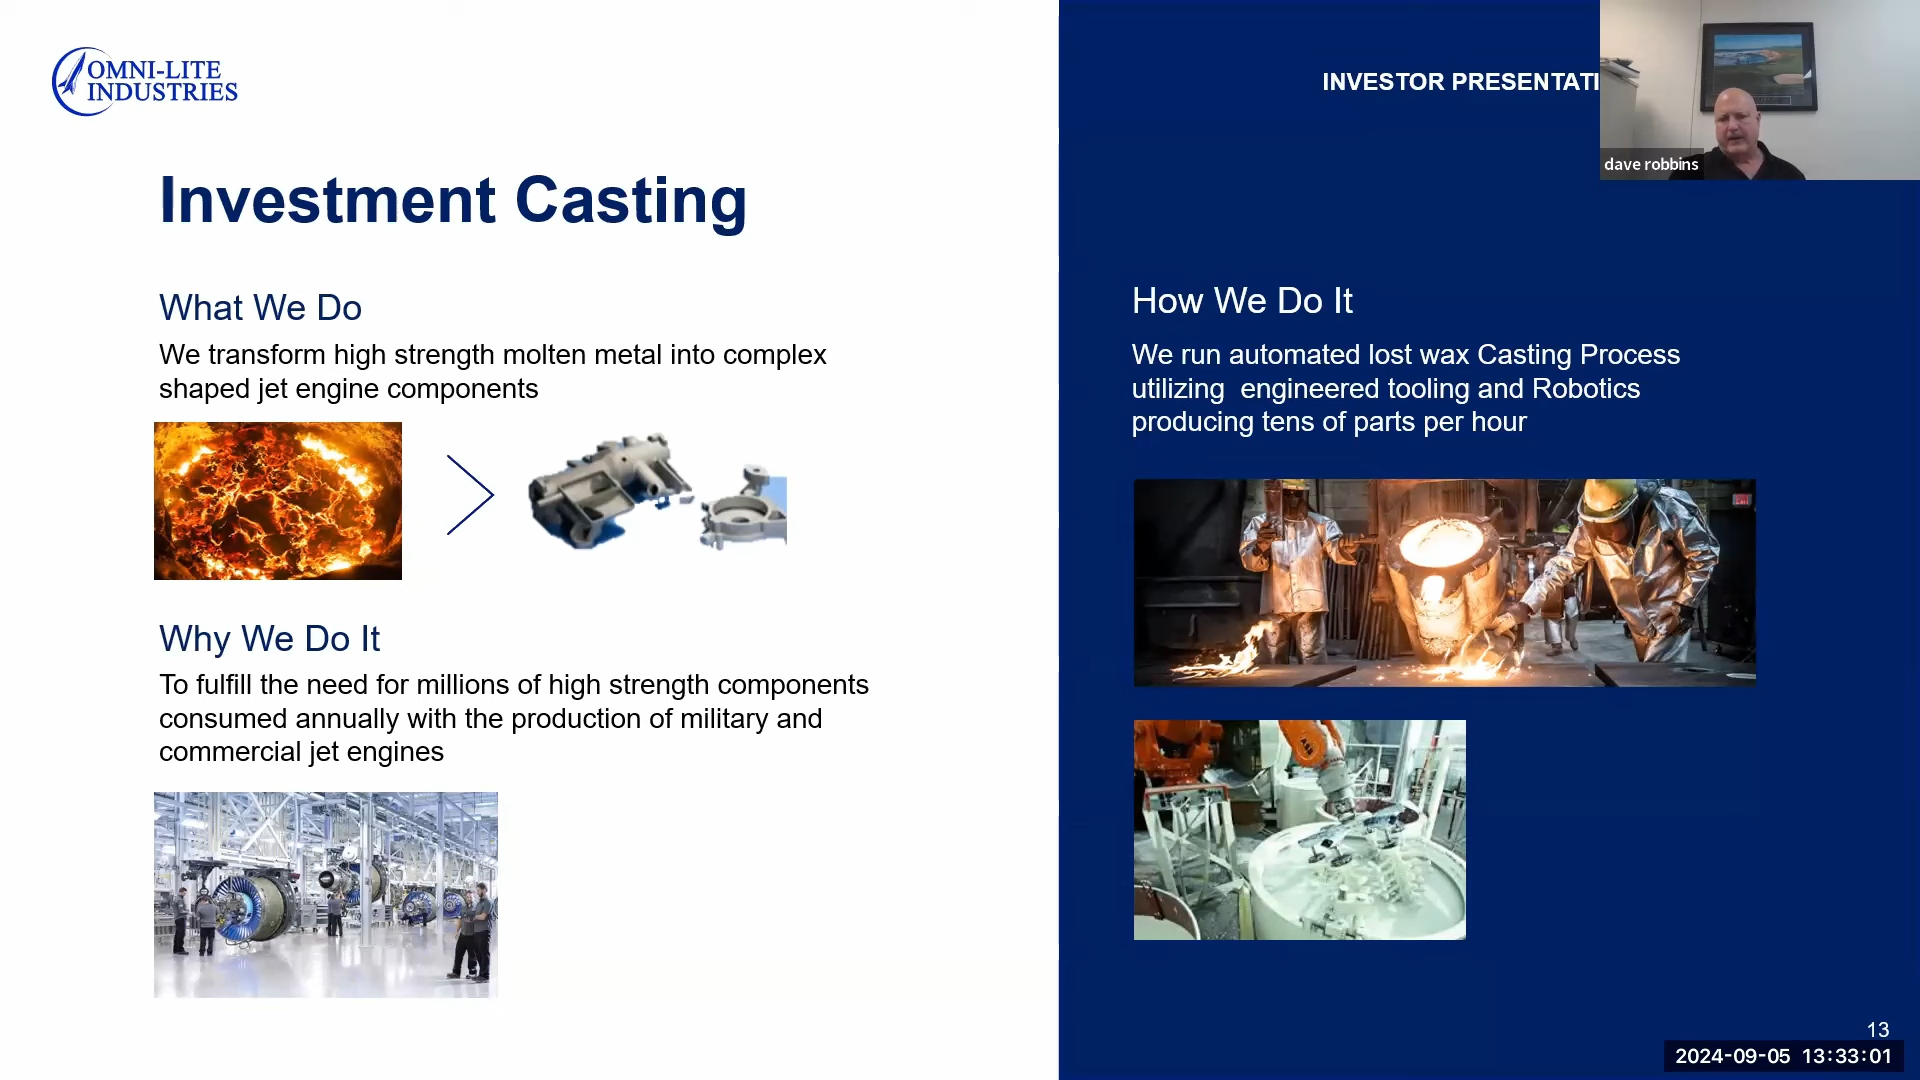 OMNI-LITE
INDUSTRIES
INVESTOR PRESENTATI
dave robbins
Investment Casting
What We Do
We transform high strength molten metal into complex
shaped jet engine components
Why We Do It
To fulfill the need for millions of high strength components
consumed annually with the production of military and
commercial jet engines
How We Do It
We run automated lost wax Casting Process
utilizing  engineered tooling and Robotics
producing tens of parts per hour
13
2024-09-05 13:33:01